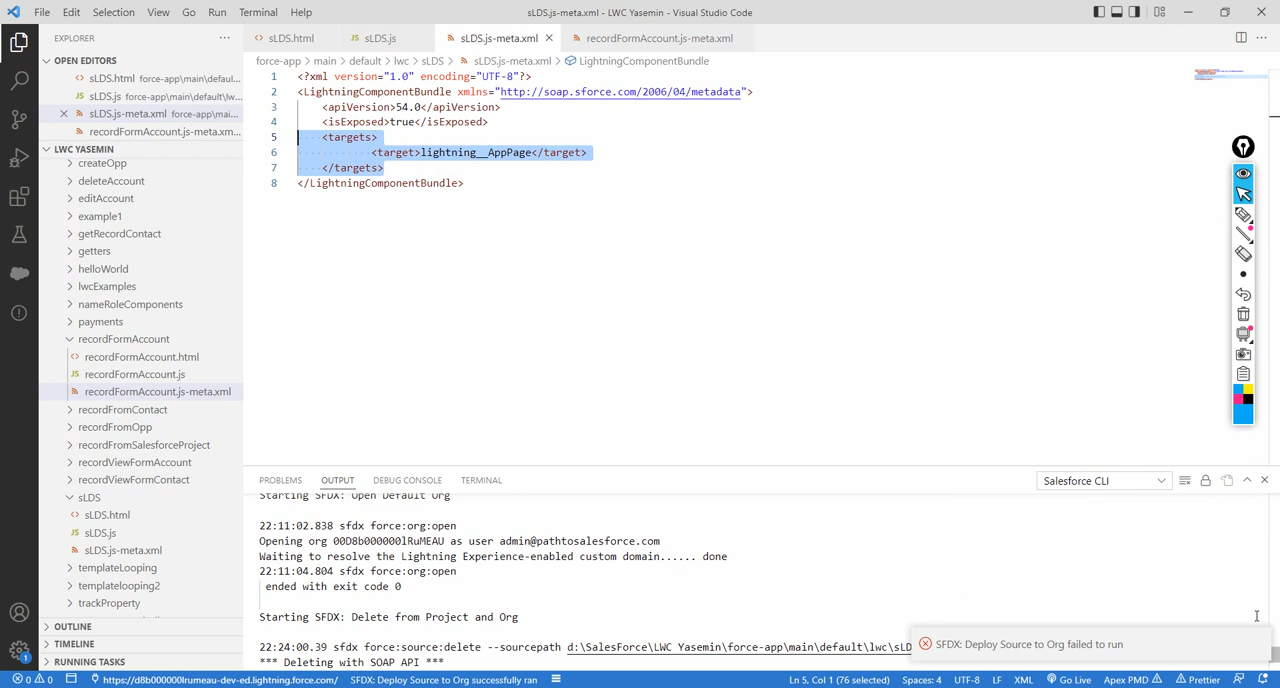 File Edit Selection View Go Run Terminal Help
sLDS.js-meta.xml - LWC Yasemin - Visual Studio Code
EXPLORER
OPEN EDITORS
sLDS.html force-app\main\defaul...
sLDS.js force-app\main\default\lw...
sLDS.js-meta.xml force-app\mai...
recordFormAccount.js-meta.xm...
LWC YASEMIN
createOpp
deleteAccount
editAccount
example1
getRecordContact
getters
helloWorld
lwcExamples
nameRoleComponents
payments
recordFormAccount
recordFormAccount.html
recordFormAccount.js
recordFormAccount.js-meta.xml
recordFromContact
recordFromOpp
recordFromSalesforceProject
recordViewFormAccount
recordViewFormContact
sLDS
sLDS.html
sLDS.js
sLDS.js-meta.xml
templateLooping
templatelooping2
trackProperty
OUTLINE
TIMELINE
RUNNING TASKS
sLDS.html sLDS.js sLDS.js-meta.xml recordFormAccount.js-meta.xml
force-app > main > default > lwc > sLDS > sLDS.js-meta.xml > LightningComponentBundle
1 <?xml version="1.0" encoding="UTF-8"?>
2 <LightningComponentBundle xmlns="http://soap.sforce.com/2006/04/metadata">
3 <apiVersion>54.0</apiVersion>
4 <isExposed>true</isExposed>
5 <targets>
6 <target>lightning__AppPage</target>
7 </targets>
8 </LightningComponentBundle>
PROBLEMS OUTPUT DEBUG CONSOLE TERMINAL
Salesforce CLI
Starting SFDX: Open Default Org
22:11:02.838 sfdx force:org:open
Opening org 00D8b000000lRuMEAU as user admin@pathtosalesforce.com
Waiting to resolve the Lightning Experience-enabled custom domain...... done
22:11:04.804 sfdx force:org:open
ended with exit code 0
Starting SFDX: Delete from Project and Org
22:24:00.39 sfdx force:source:delete --sourcepath d:\SalesForce\LWC Yasemin\force-app\main\default\lwc\sLD
*** Deleting with SOAP API ***
SFDX: Deploy Source to Org failed to run
1
0 0 https://d8b000000lrumeau-dev-ed.lightning.force.com/ SFDX: Deploy Source to Org successfully ran Ln 5, Col 1 (76 selected) Spaces: 4 UTF-8 LF XML Go Live Apex PMD Prettier